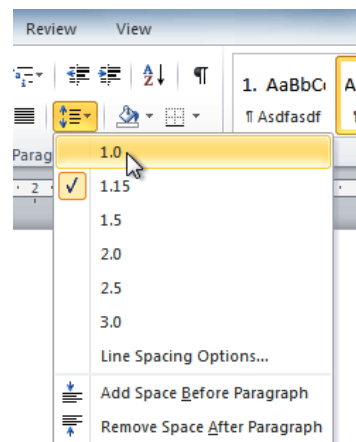 Review View
A Z
1. AaBbC
¶ Asdfasdf
Parag
2
1.0
1.15
1.5
2.0
2.5
3.0
Line Spacing Options...
Add Space Before Paragraph
Remove Space After Paragraph